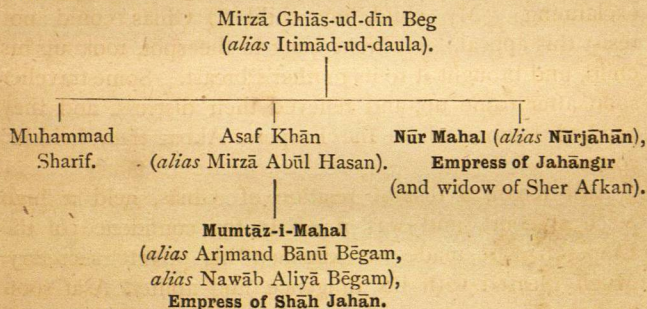 Mirzā Ghiās-ud-dīn Beg
(alias Itimād-ud-daula).
Muhammad
Sharīf.
Asaf Khān
(alias Mirzā Abūl Hasan).
Nūr Mahal (alias Nūrjāhān),
Empress of Jahāngīr
(and widow of Sher Afkan).
Mumtāz-i-Mahal
(alias Arjmand Bānū Bēgam,
alias Nawāb Aliyā Bēgam),
Empress of Shāh Jahān.